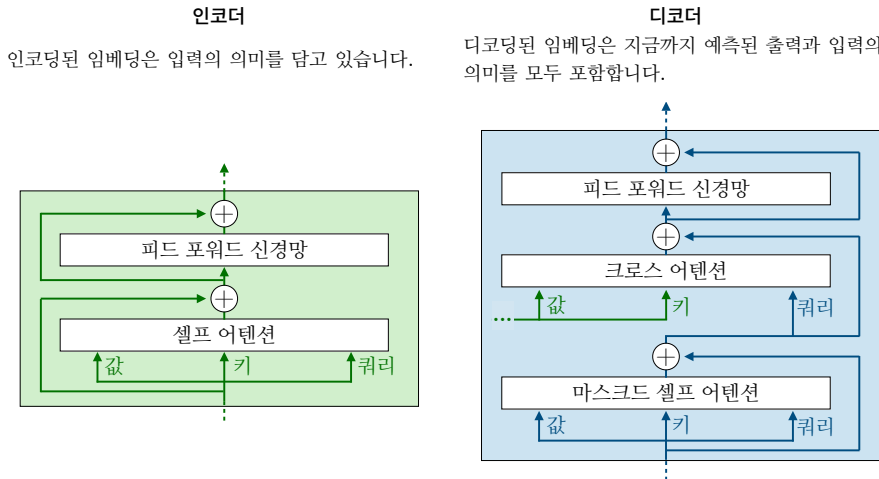 인코더
인코딩된 임베딩은 입력의 의미를 담고 있습니다.
피드 포워드 신경망
셀프 어텐션
값
키
쿼리
디코더
디코딩된 임베딩은 지금까지 예측된 출력과 입력의
의미를 모두 포함합니다.
피드 포워드 신경망
크로스 어텐션
...
값
키
쿼리
마스크드 셀프 어텐션
값
키
쿼리